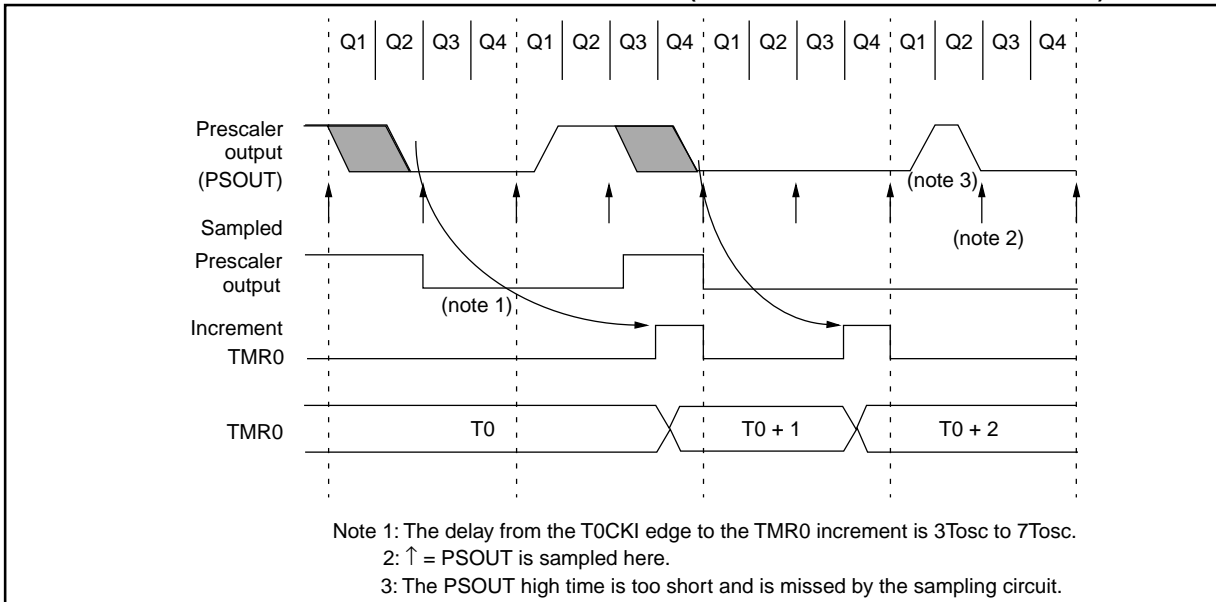 Q1 Q2 Q3 Q4 Q1 Q2 Q3 Q4 Q1 Q2 Q3 Q4 Q1 Q2 Q3 Q4
Prescaler
output
(PSOUT)
(note 3)
Sampled
(note 2)
Prescaler
output
(note 1)
Increment
TMR0
TMR0 T0 T0 + 1 T0 + 2
Note 1: The delay from the T0CKI edge to the TMR0 increment is 3Tosc to 7Tosc.
2: ↑ = PSOUT is sampled here.
3: The PSOUT high time is too short and is missed by the sampling circuit.